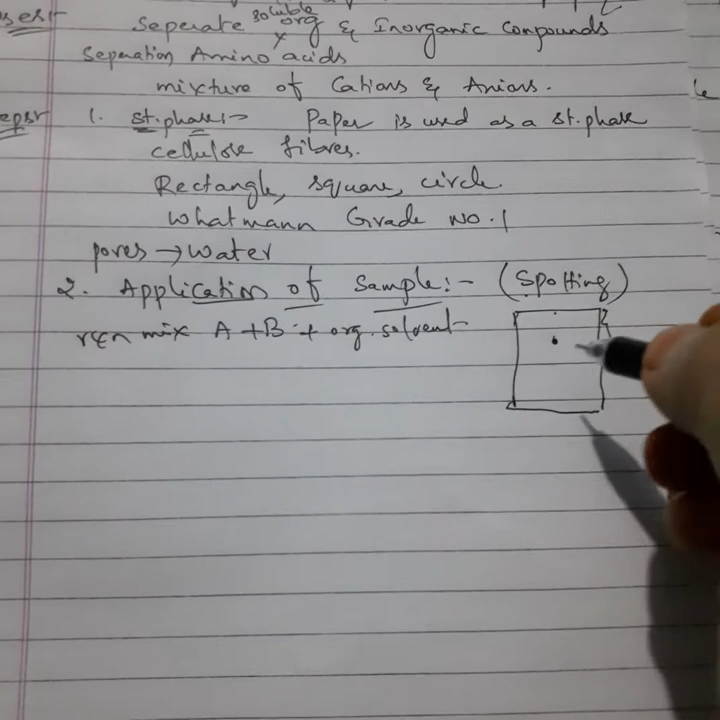 Seperate soluble org & Inorganic Compounds
Seperation Amino acids
mixture of Cations & Anions.
1. st.phase:- Paper is used as a st.phase
cellulose fibres.
Rectangle, square, circle.
Whatmann Grade No.1
pores → water
2. Application of Sample:- (Spotting)
rxn mix A + B + org. solvent